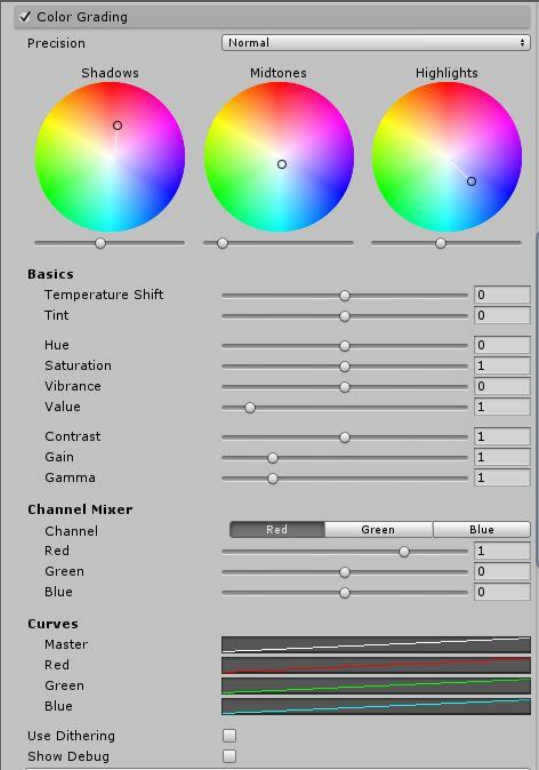 Color Grading
Precision Normal
Shadows Midtones Highlights
Basics
Temperature Shift 0
Tint 0
Hue 0
Saturation 1
Vibrance 0
Value 1
Contrast 1
Gain 1
Gamma 1
Channel Mixer
Channel Red Green Blue
Red 1
Green 0
Blue 0
Curves
Master
Red
Green
Blue
Use Dithering
Show Debug